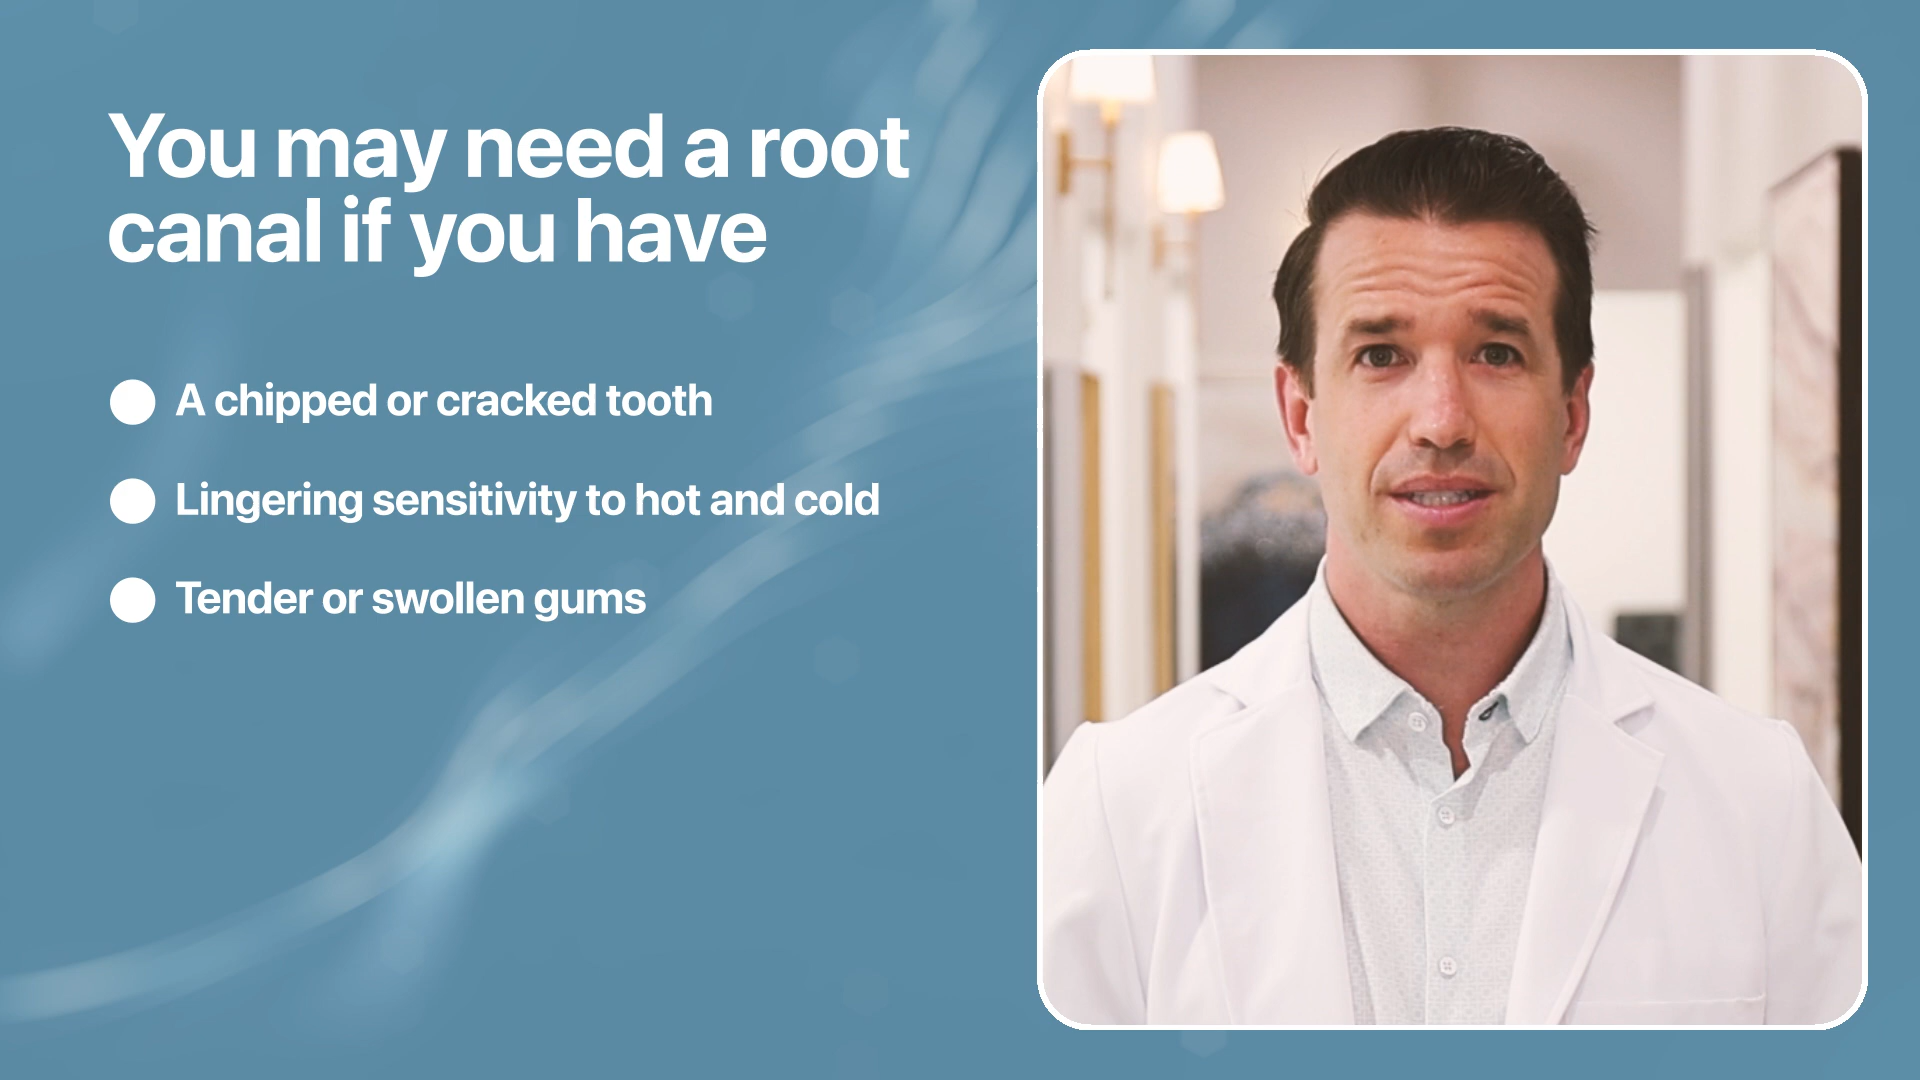 You may need a root
canal if you have
A chipped or cracked tooth
Lingering sensitivity to hot and cold
Tender or swollen gums